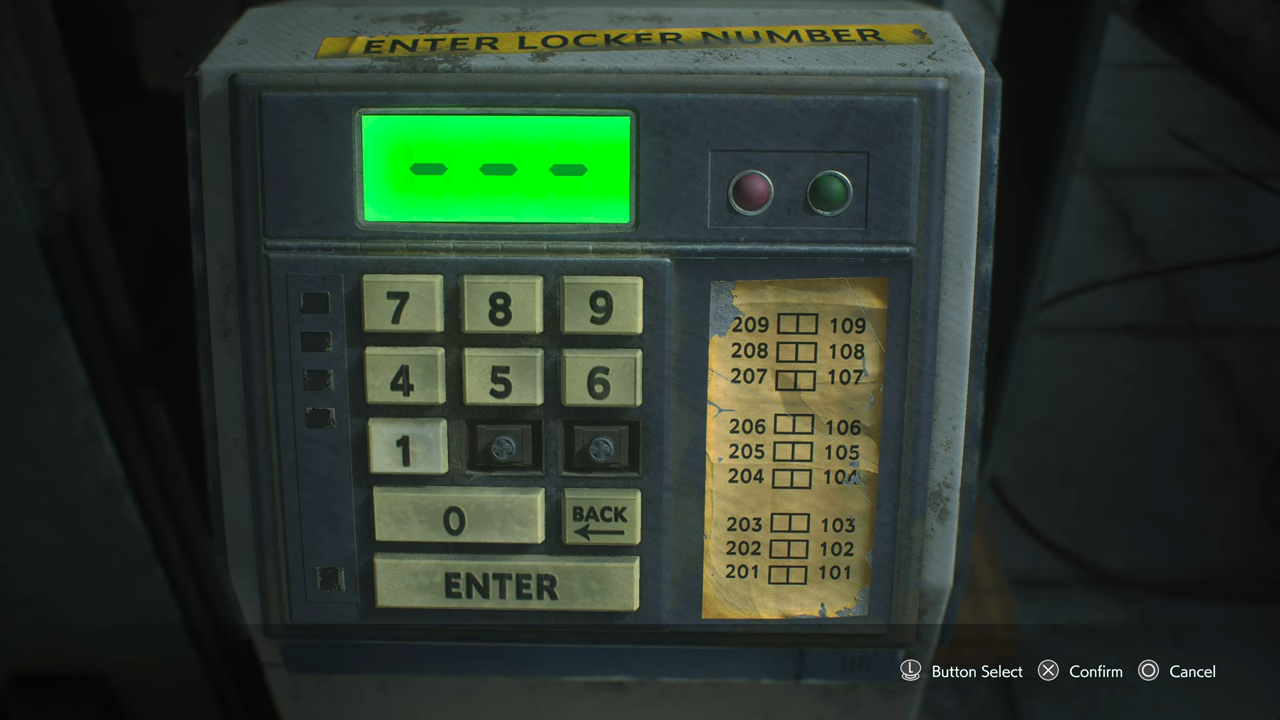 ENTER LOCKER NUMBER
7 8 9
4 5 6
1
0 BACK
ENTER
209 109
208 108
207 107
206 106
205 105
204 104
203 103
202 102
201 101
L Button Select Confirm Cancel